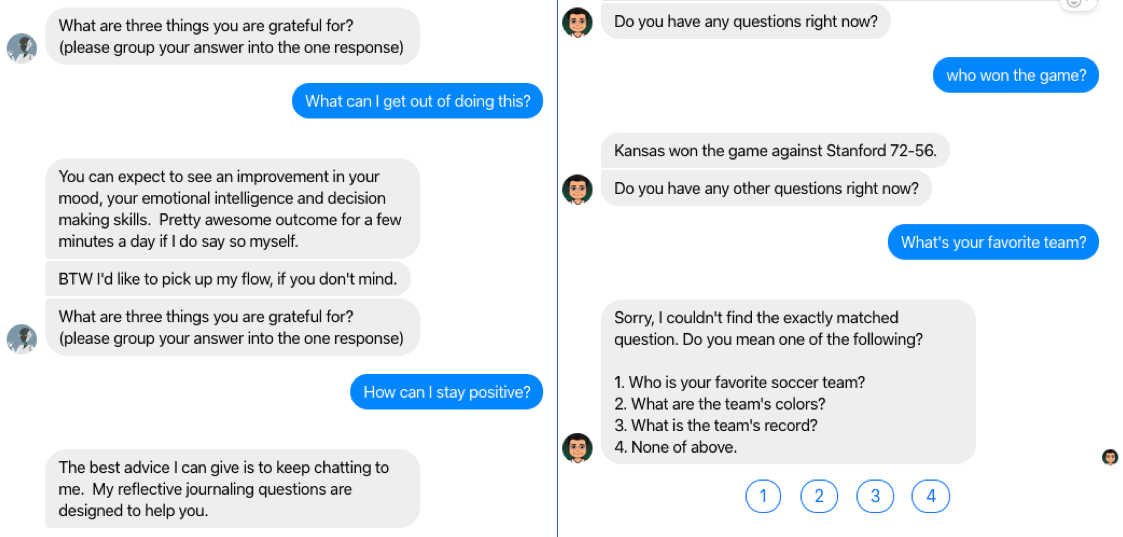 What are three things you are grateful for?
(please group your answer into the one response)
What can I get out of doing this?
You can expect to see an improvement in your
mood, your emotional intelligence and decision
making skills.  Pretty awesome outcome for a few
minutes a day if I do say so myself.
BTW I'd like to pick up my flow, if you don't mind.
What are three things you are grateful for?
(please group your answer into the one response)
How can I stay positive?
The best advice I can give is to keep chatting to
me.  My reflective journaling questions are
designed to help you.
Do you have any questions right now?
who won the game?
Kansas won the game against Stanford 72-56.
Do you have any other questions right now?
What's your favorite team?
Sorry, I couldn't find the exactly matched
question. Do you mean one of the following?
1. Who is your favorite soccer team?
2. What are the team's colors?
3. What is the team's record?
4. None of above.
1 2 3 4